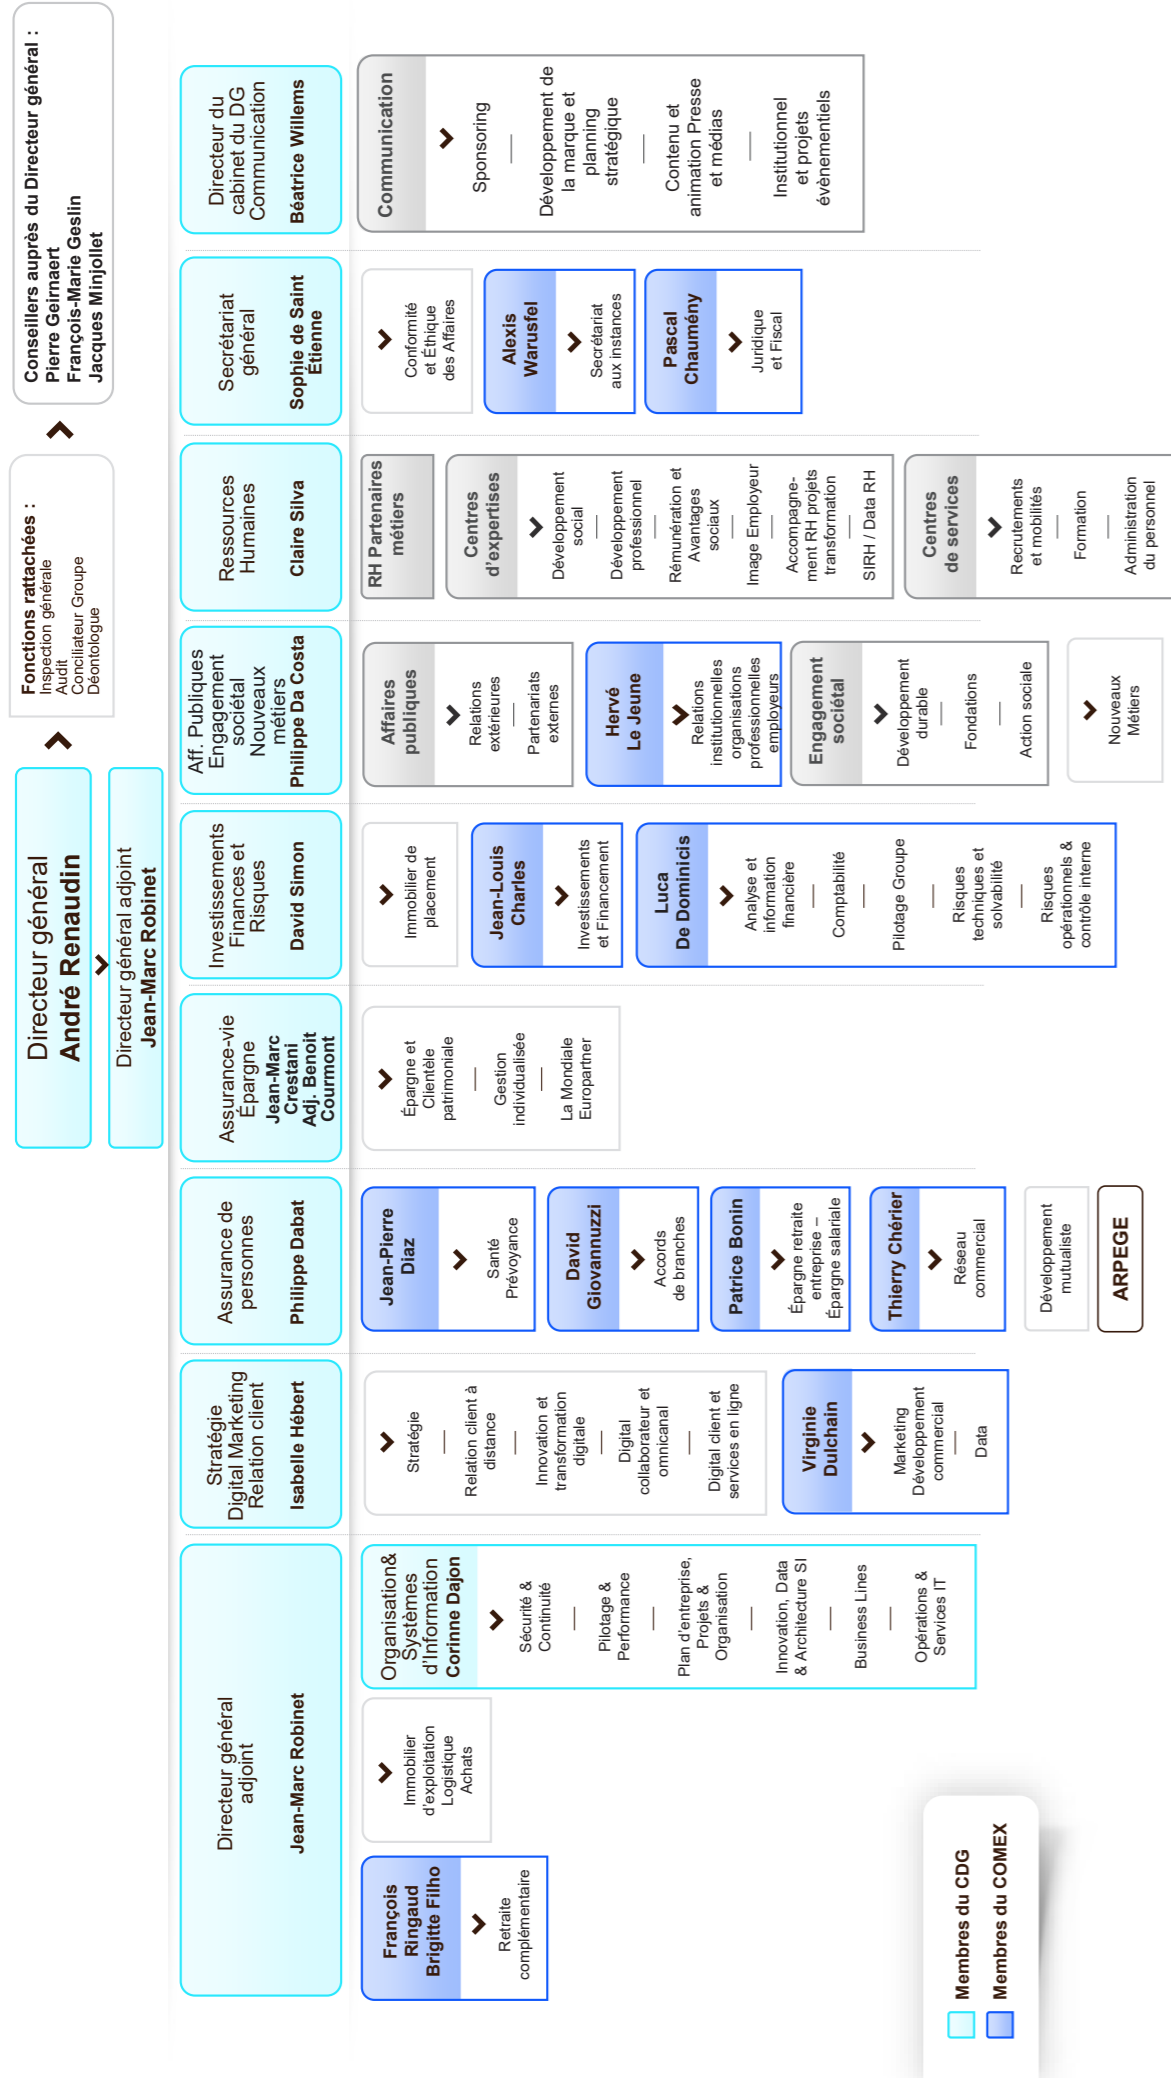 Directeur général
André Renaudin
Directeur général adjoint
Jean-Marc Robinet
Fonctions rattachées :
Inspection générale
Audit
Conciliateur Groupe
Déontologue
Conseillers auprès du Directeur général :
Pierre Geirnaert
François-Marie Geslin
Jacques Minjollet
Directeur général
adjoint
Jean-Marc Robinet
François
Ringaud
Brigitte Filho
Retraite
complémentaire
Immobilier
d'exploitation
Logistique
Achats
Organisation&
Systèmes
d'Information
Corinne Dajon
Sécurité &
Continuité
Pilotage &
Performance
Plan d'entreprise,
Projets &
Organisation
Innovation, Data
& Architecture SI
Business Lines
Opérations &
Services IT
Stratégie
Digital Marketing
Relation client
Isabelle Hébert
Stratégie
Relation client à
distance
Innovation et
transformation
digitale
Digital
collaborateur et
omnicanal
Digital client et
services en ligne
Virginie
Dulchain
Marketing
Développement
commercial
Data
Assurance de
personnes
Philippe Dabat
Jean-Pierre
Diaz
Santé
Prévoyance
David
Giovannuzzi
Accords
de branches
Patrice Bonin
Épargne retraite
entreprise –
Épargne salariale
Thierry Chérier
Réseau
commercial
Développement
mutualiste
ARPEGE
Assurance-vie
Épargne
Jean-Marc
Crestani
Adj. Benoit
Courmont
Épargne et
Clientèle
patrimoniale
Gestion
individualisée
La Mondiale
Europartner
Investissements
Finances et
Risques
David Simon
Immobilier de
placement
Jean-Louis
Charles
Investissements
et Financement
Luca
De Dominicis
Analyse et
information
financière
Comptabilité
Pilotage Groupe
Risques
techniques et
solvabilité
Risques
opérationnels &
contrôle interne
Aff. Publiques
Engagement
sociétal
Nouveaux
métiers
Philippe Da Costa
Affaires
publiques
Relations
extérieures
Partenariats
externes
Hervé
Le Jeune
Relations
institutionnelles
organisations
professionnelles
employeurs
Engagement
sociétal
Développement
durable
Fondations
Action sociale
Nouveaux
Métiers
Ressources
Humaines
Claire Silva
RH Partenaires
métiers
Centres
d'expertises
Développement
social
Développement
professionnel
Rémunération et
Avantages
sociaux
Image Employeur
Accompagne-
ment RH projets
transformation
SIRH / Data RH
Centres
de services
Recrutements
et mobilités
Formation
Administration
du personnel
Secrétariat
général
Sophie de Saint
Étienne
Conformité
et Éthique
des Affaires
Alexis
Warusfel
Secrétariat
aux instances
Pascal
Chaumény
Juridique
et Fiscal
Directeur du
cabinet du DG
Communication
Béatrice Willems
Communication
Sponsoring
Développement de
la marque et
planning
stratégique
Contenu et
animation Presse
et médias
Institutionnel
et projets
évènementiels
Membres du CDG
Membres du COMEX